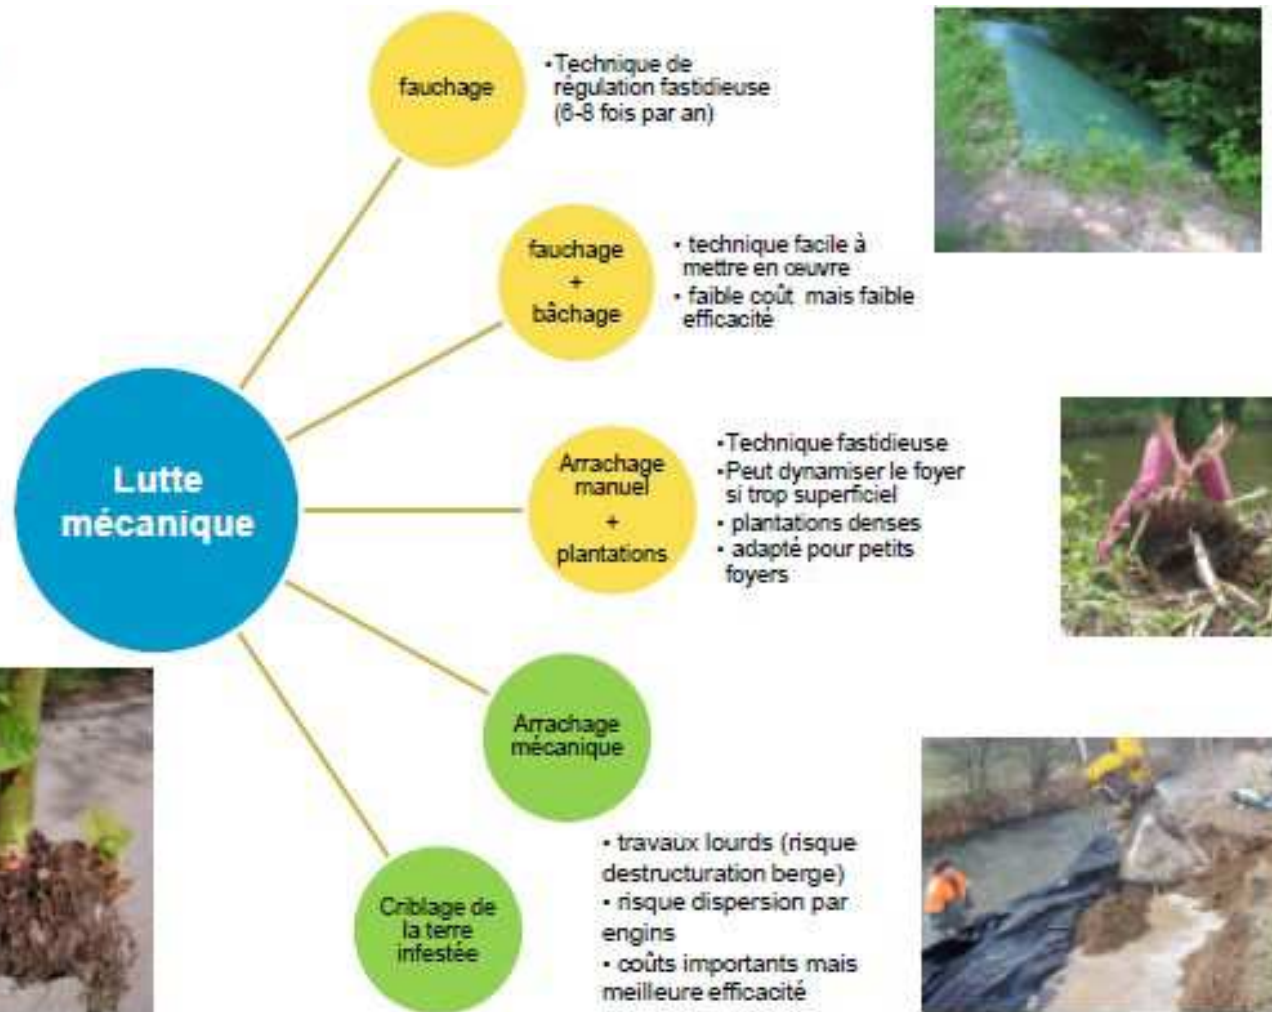 fauchage
•Technique de
régulation fastidieuse
(6-8 fois par an)
fauchage
+
bâchage
• technique facile à
mettre en œuvre
• faible coût mais faible
efficacité
Lutte
mécanique
Arrachage
manuel
+
plantations
•Technique fastidieuse
•Peut dynamiser le foyer
si trop superficiel
• plantations denses
• adapté pour petits
foyers
Arrachage
mécanique
Criblage de
la terre
infestée
• travaux lourds (risque
destructuration berge)
• risque dispersion par
engins
• coûts importants mais
meilleure efficacité